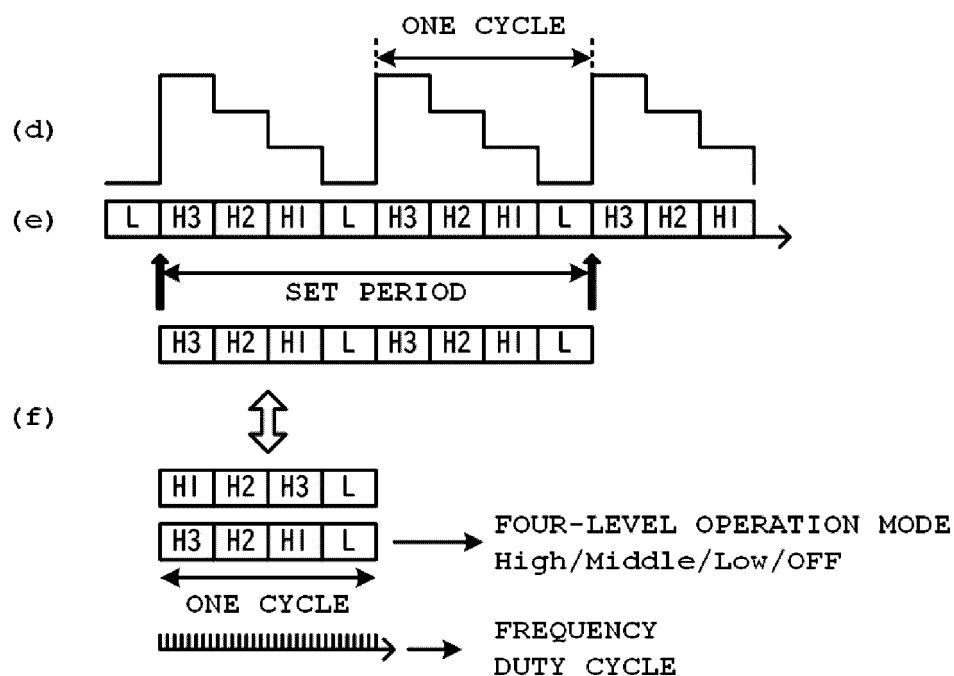 ONE CYCLE
(d)
(e) L H3 H2 H1 L H3 H2 H1 L H3 H2 H1
SET PERIOD
H3 H2 H1 L H3 H2 H1 L
(f)
H1 H2 H3 L
H3 H2 H1 L
FOUR-LEVEL OPERATION MODE
High/Middle/Low/OFF
ONE CYCLE
FREQUENCY
DUTY CYCLE